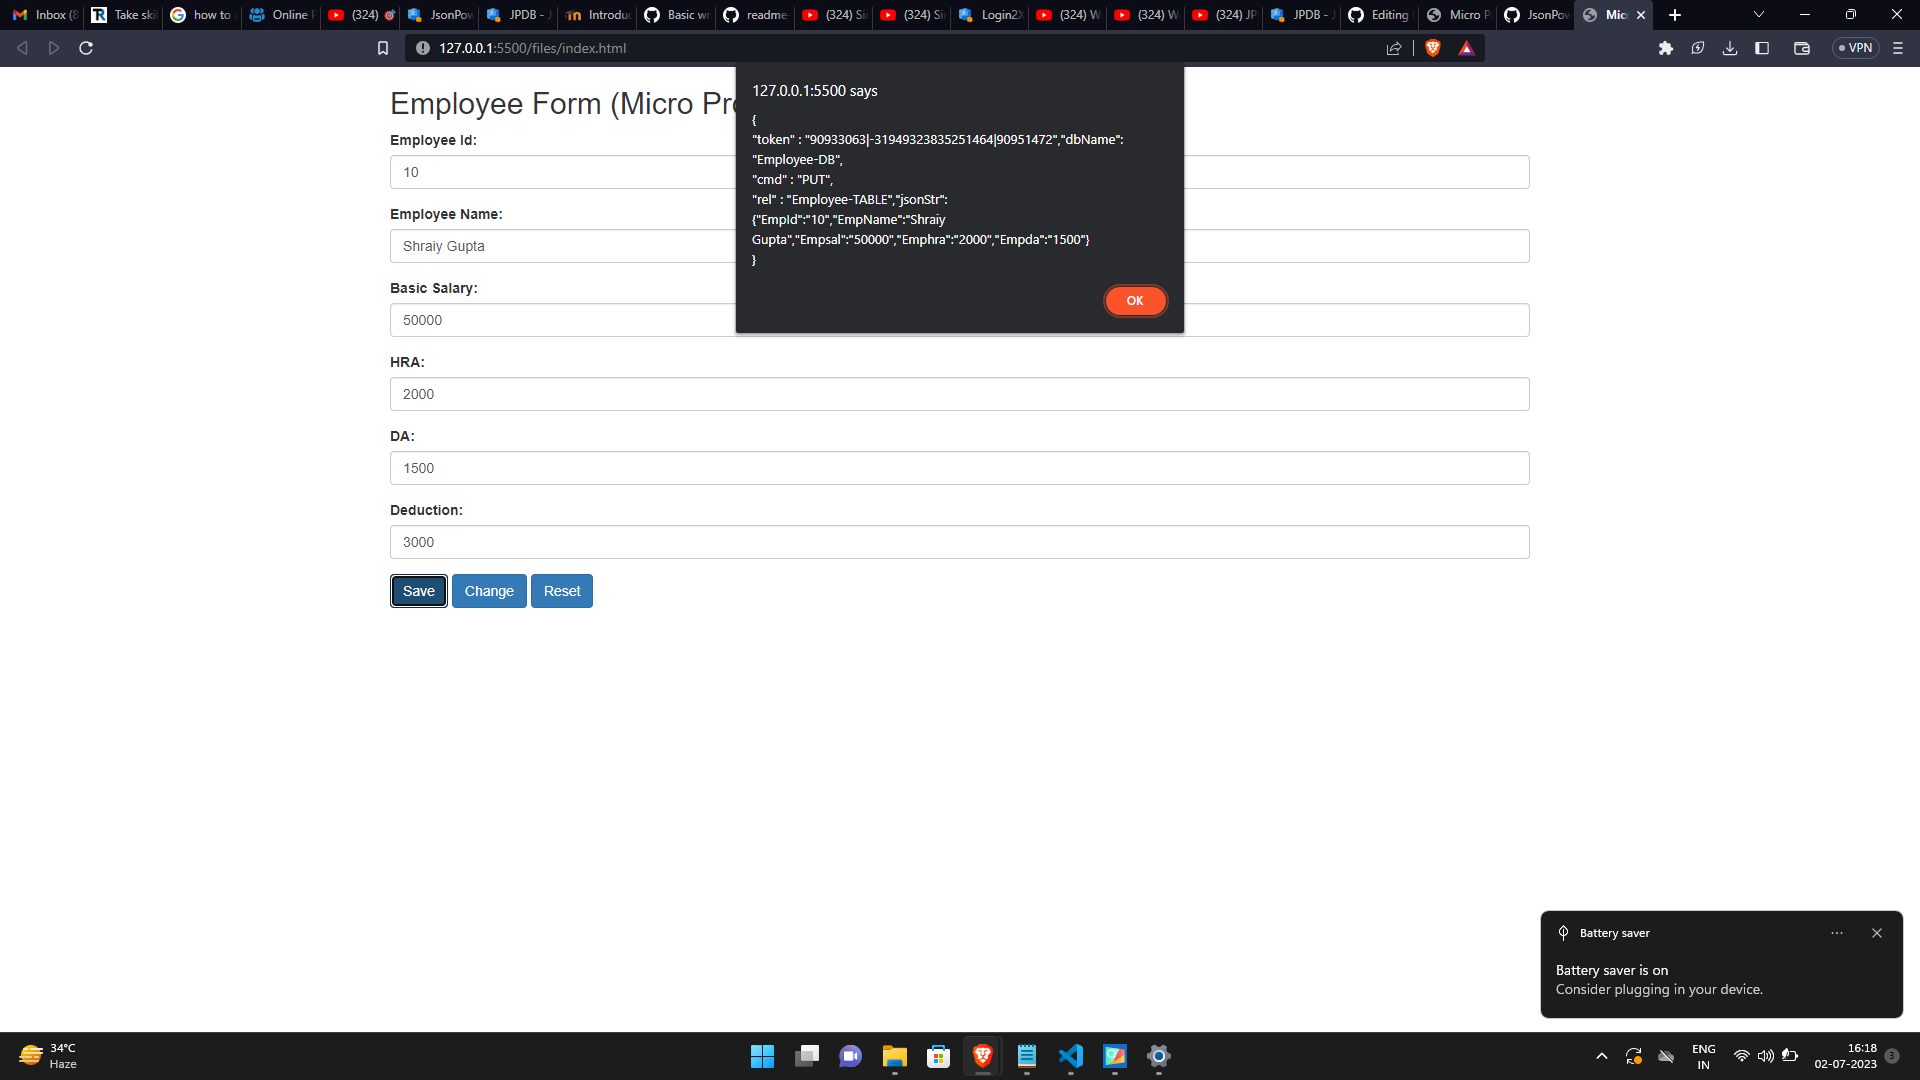 Inbox (8
Take ski
how to
Online F
(324)
JsonPow
JPDB - J
Introdu
Basic wr
readme
(324) Si
(324) Si
Login2X
(324) W
(324) W
(324) JP
JPDB - J
Editing
Micro P
JsonPow
Mic
127.0.0.1:5500/files/index.html
VPN
127.0.0.1:5500 says
{
"token" : "90933063|-31949323835251464|90951472","dbName":
"Employee-DB",
"cmd" : "PUT",
"rel" : "Employee-TABLE","jsonStr":
{"EmpId":"10","EmpName":"Shraiy
Gupta","Empsal":"50000","Emphra":"2000","Empda":"1500"}
}
OK
Employee Form (Micro Pro
Employee Id:
10
Employee Name:
Shraiy Gupta
Basic Salary:
50000
HRA:
2000
DA:
1500
Deduction:
3000
Save Change Reset
Battery saver
Battery saver is on
Consider plugging in your device.
34°C
Haze
ENG
IN
16:18
02-07-2023
3